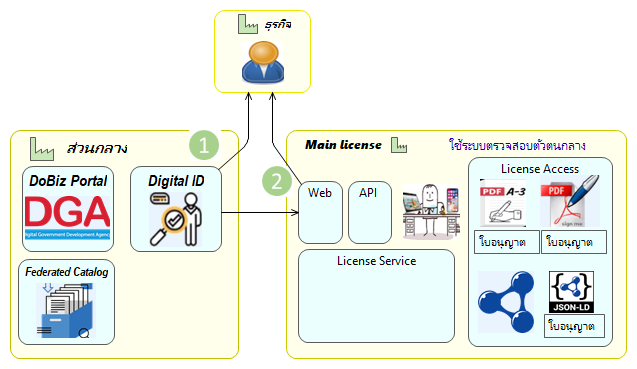 ธุรกิจ
1
ส่วนกลาง
DoBiz Portal
DGA
Digital Government Development Agency
Digital ID
Federated Catalog
2
Main license
ใช้ระบบตรวจสอบตัวตนกลาง
Web
API
License Service
License Access
PDF A-3
ใบอนุญาต
PDF
sign me
ใบอนุญาต
JSON-LD
ใบอนุญาต